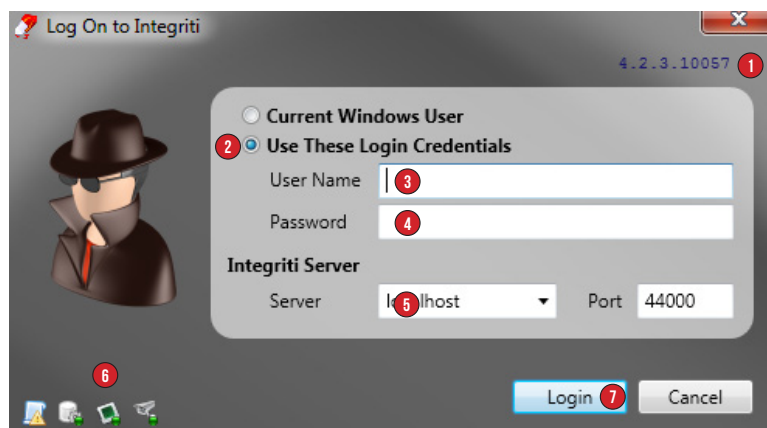 Log On to Integriti
4.2.3.10057 1
Current Windows User
2 Use These Login Credentials
User Name 3
Password 4
Integriti Server
Server 5 Port 44000
6
Login 7 Cancel